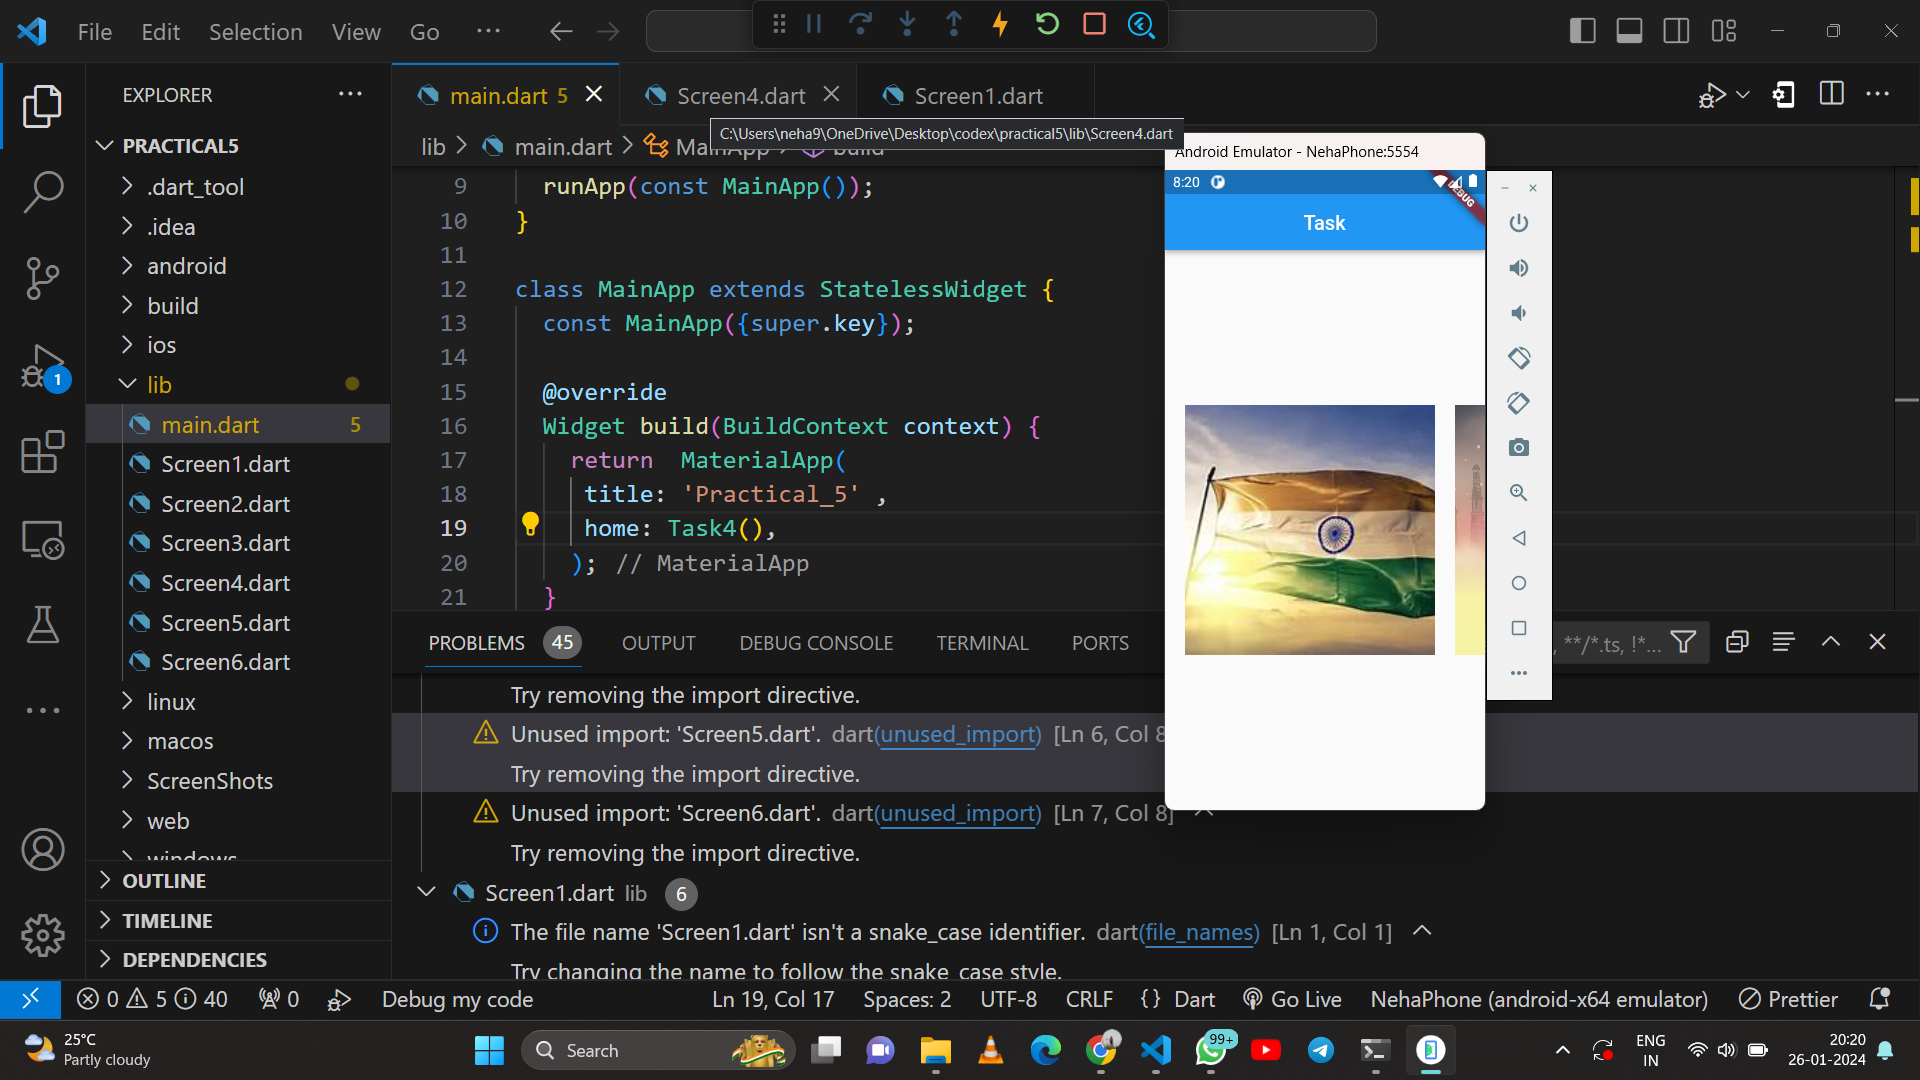 File Edit Selection View Go ···
EXPLORER
main.dart 5
Screen4.dart
Screen1.dart
C:\Users\neha9\OneDrive\Desktop\codex\practical5\lib\Screen4.dart
lib > main.dart > MainApp > build
PRACTICAL5
.dart_tool
.idea
android
build
ios
lib
main.dart 5
Screen1.dart
Screen2.dart
Screen3.dart
Screen4.dart
Screen5.dart
Screen6.dart
linux
macos
ScreenShots
web
windows
OUTLINE
TIMELINE
DEPENDENCIES
1
9 runApp(const MainApp());
10 }
11
12 class MainApp extends StatelessWidget {
13 const MainApp({super.key});
14
15 @override
16 Widget build(BuildContext context) {
17 return  MaterialApp(
18 title: 'Practical_5' ,
19 home: Task4(),
20 ); // MaterialApp
21 }
Android Emulator - NehaPhone:5554
8:20
DEBUG
Task
PROBLEMS 45 OUTPUT DEBUG CONSOLE TERMINAL PORTS
, **/*.ts, !*...
Try removing the import directive.
Unused import: 'Screen5.dart'. dart(unused_import) [Ln 6, Col 8
Try removing the import directive.
Unused import: 'Screen6.dart'. dart(unused_import) [Ln 7, Col 8]
Try removing the import directive.
Screen1.dart lib 6
The file name 'Screen1.dart' isn't a snake_case identifier. dart(file_names) [Ln 1, Col 1]
Try changing the name to follow the snake_case style.
0 5 40 0 Debug my code Ln 19, Col 17 Spaces: 2 UTF-8 CRLF {} Dart Go Live NehaPhone (android-x64 emulator) Prettier
25°C
Partly cloudy
Search
99+
ENG
IN
20:20
26-01-2024